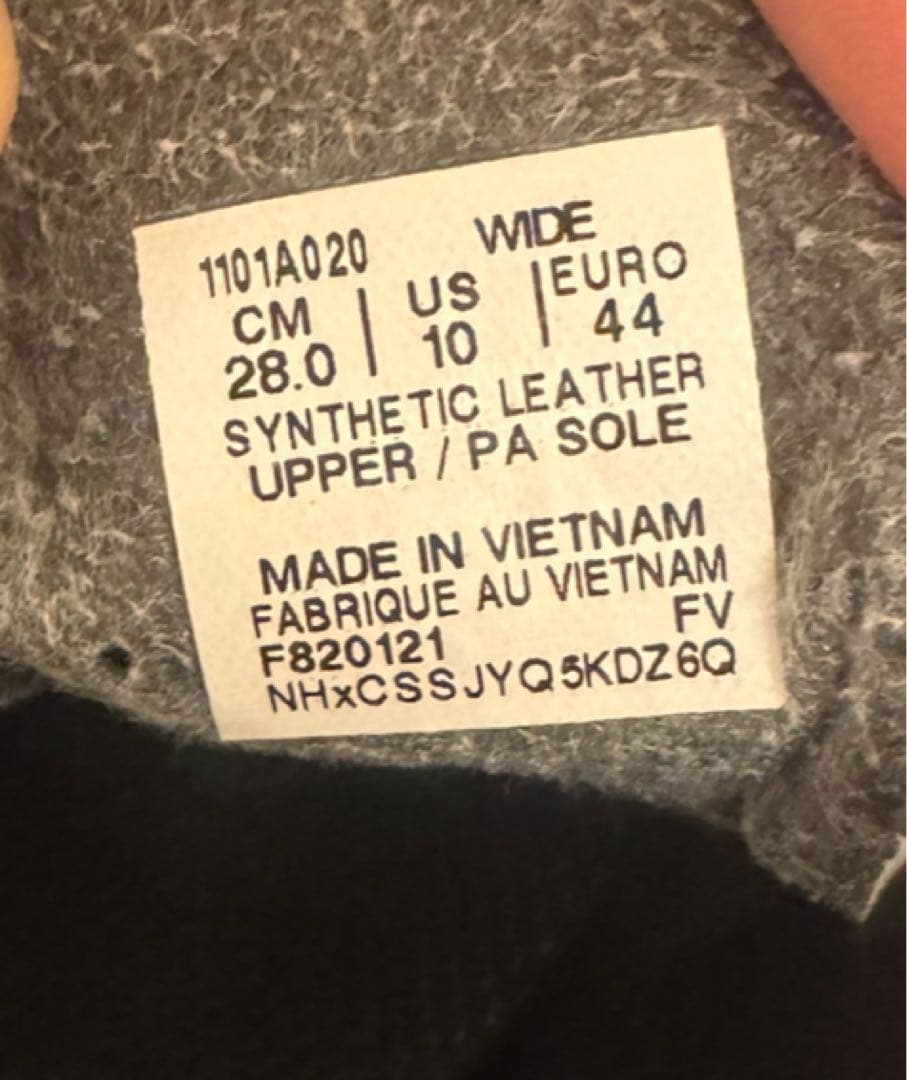 1101A020 WIDE
CM | US | EURO
28.0 | 10 | 44
SYNTHETIC LEATHER
UPPER / PA SOLE
MADE IN VIETNAM
FABRIQUE AU VIETNAM
F820121 FV
NHxCSSJYQ5KDZ6Q